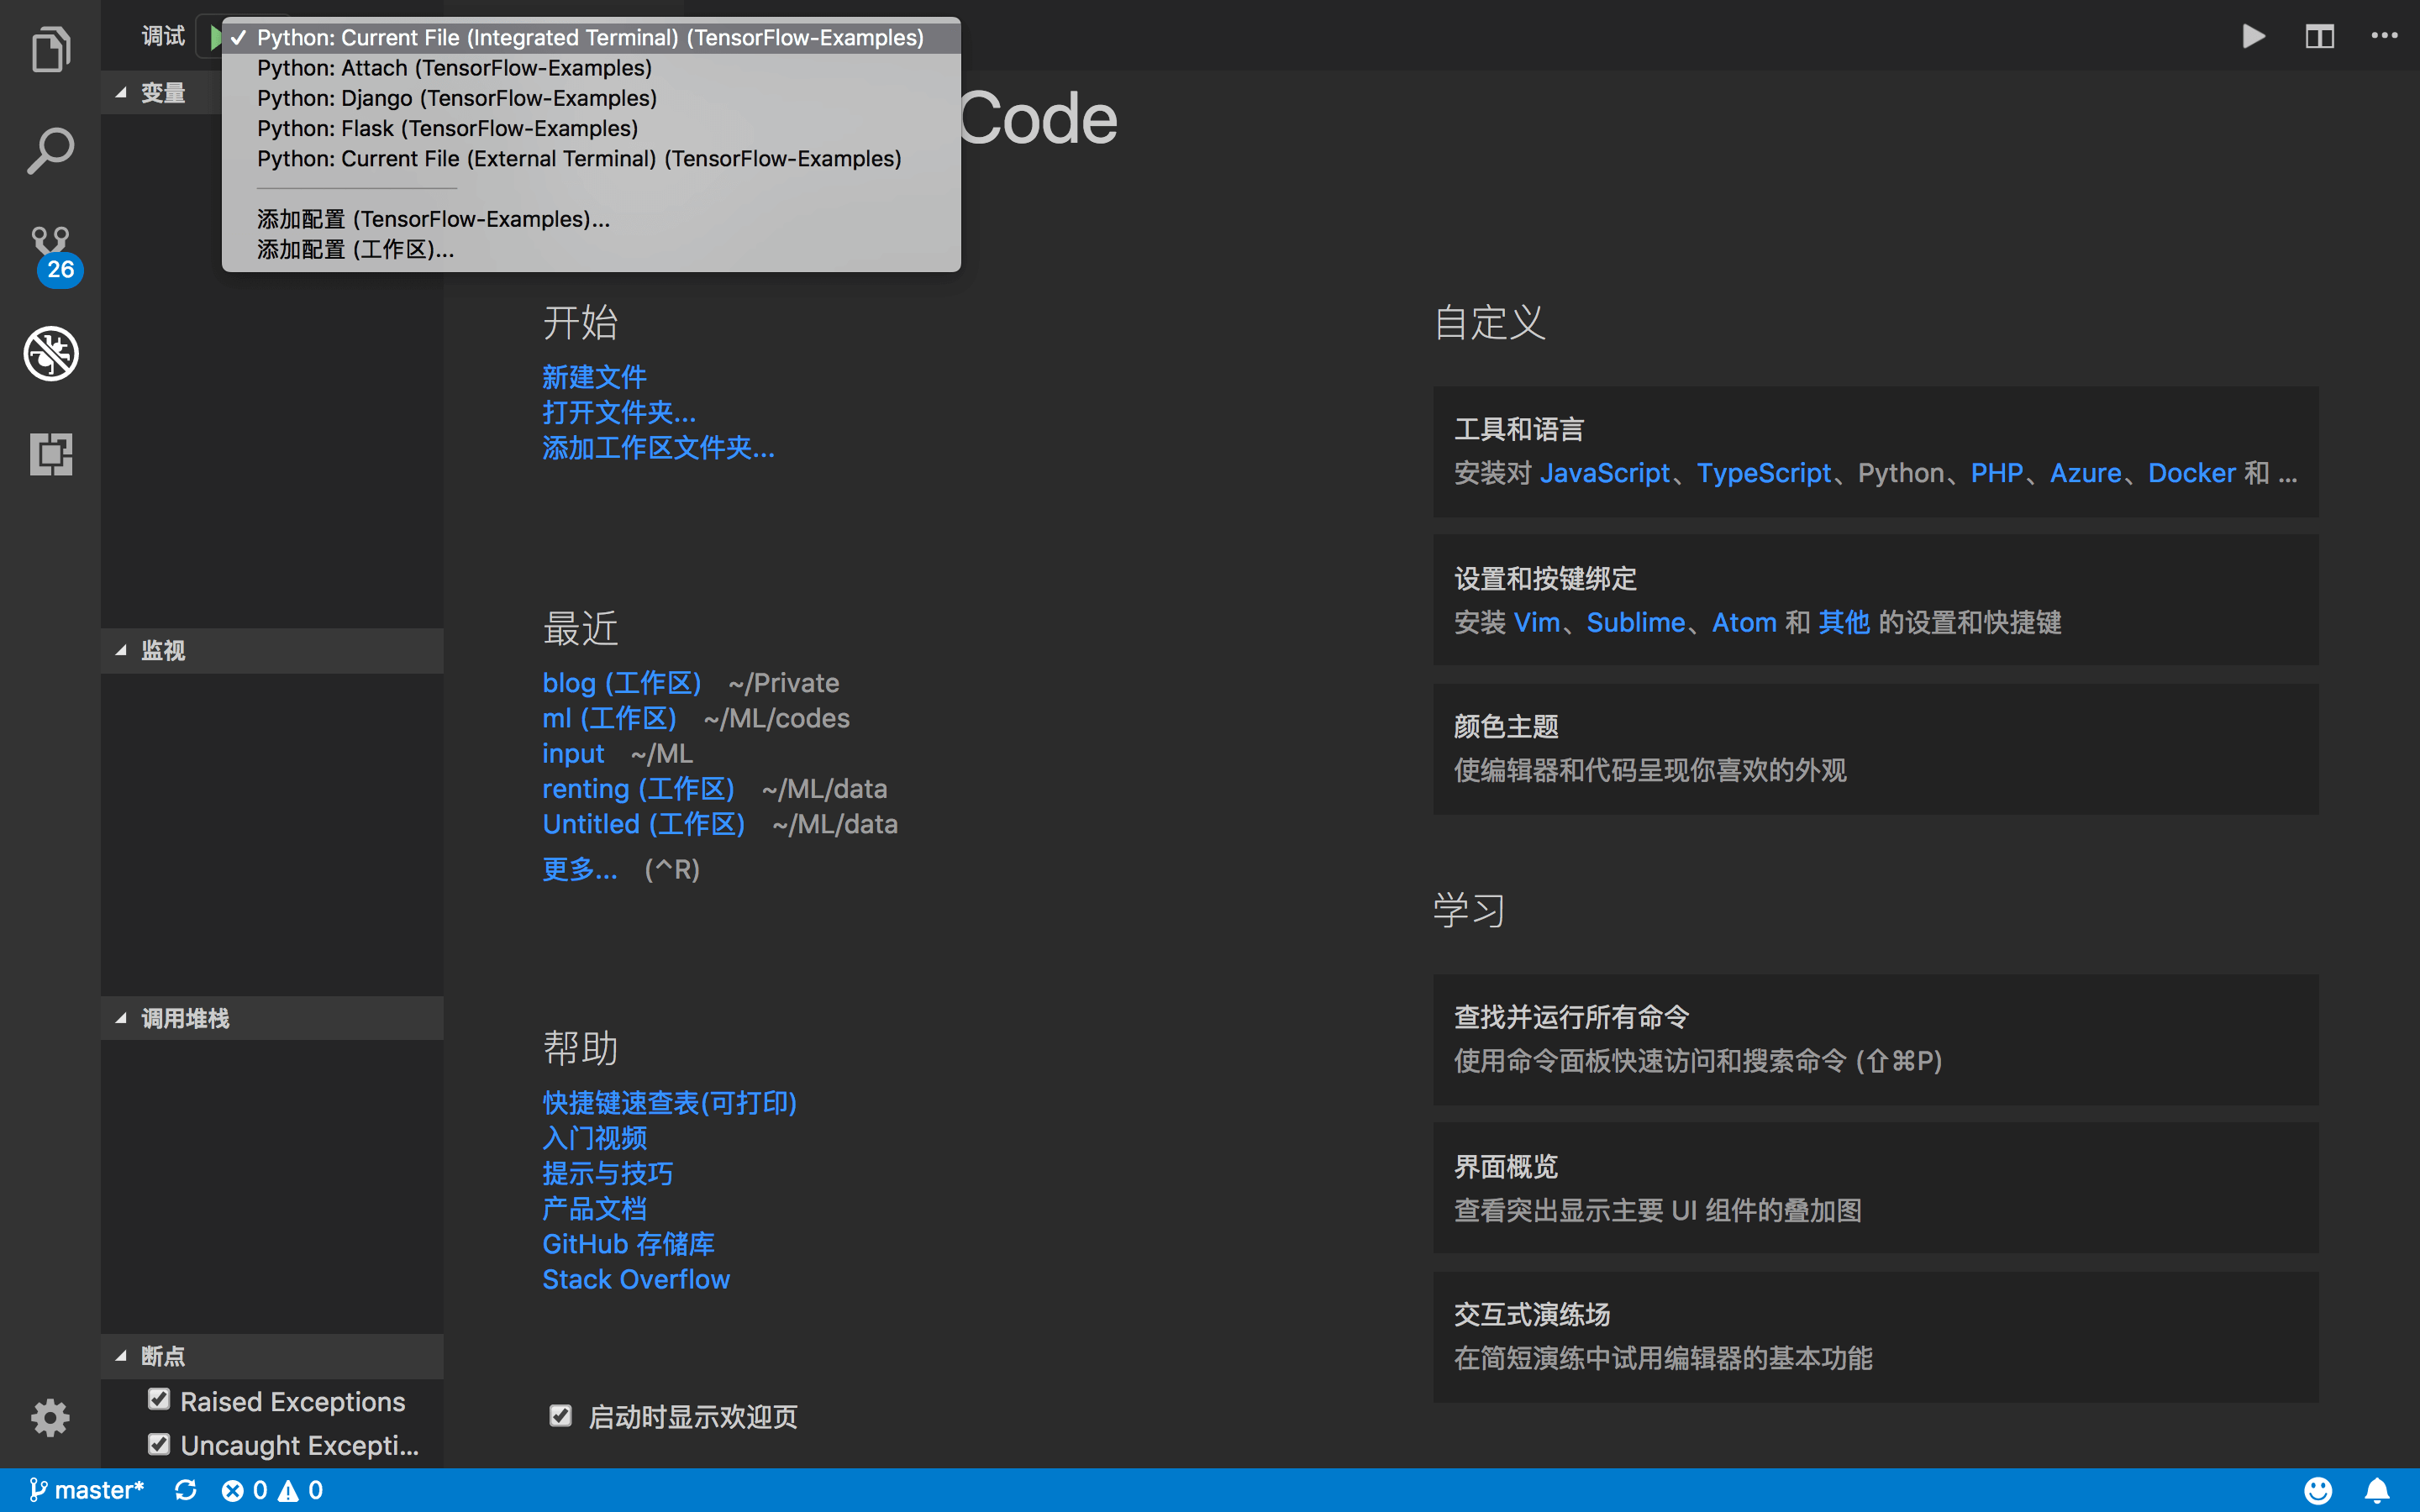 调试
✓ Python: Current File (Integrated Terminal) (TensorFlow-Examples)
Python: Attach (TensorFlow-Examples)
Python: Django (TensorFlow-Examples)
Python: Flask (TensorFlow-Examples)
Python: Current File (External Terminal) (TensorFlow-Examples)
添加配置 (TensorFlow-Examples)...
添加配置 (工作区)...
26
变量
监视
调用堆栈
断点
Raised Exceptions
Uncaught Excepti...
Code
开始
新建文件
打开文件夹...
添加工作区文件夹...
最近
blog (工作区) ~/Private
ml (工作区) ~/ML/codes
input ~/ML
renting (工作区) ~/ML/data
Untitled (工作区) ~/ML/data
更多... (^R)
帮助
快捷键速查表(可打印)
入门视频
提示与技巧
产品文档
GitHub 存储库
Stack Overflow
启动时显示欢迎页
自定义
工具和语言
安装对 JavaScript、TypeScript、Python、PHP、Azure、Docker 和 ...
设置和按键绑定
安装 Vim、Sublime、Atom 和 其他 的设置和快捷键
颜色主题
使编辑器和代码呈现你喜欢的外观
学习
查找并运行所有命令
使用命令面板快速访问和搜索命令 (⇧⌘P)
界面概览
查看突出显示主要 UI 组件的叠加图
交互式演练场
在简短演练中试用编辑器的基本功能
master* 0 0